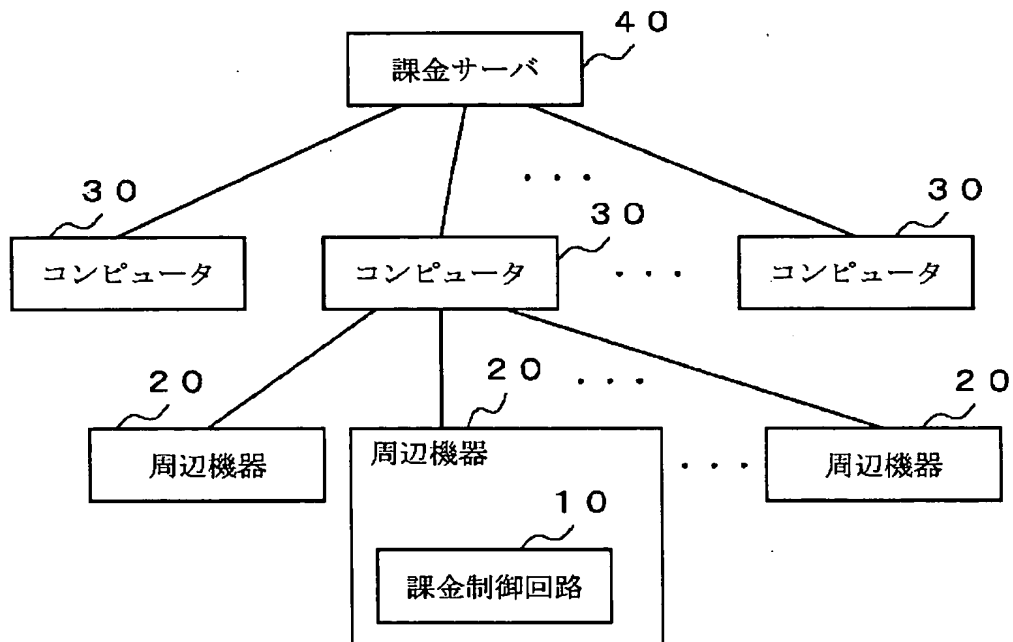 ４０
課金サーバ
・・・
３０
３０
３０
コンピュータ
コンピュータ
・・・
コンピュータ
２０
２０
・・・
２０
周辺機器
周辺機器
・・・
周辺機器
１０
課金制御回路